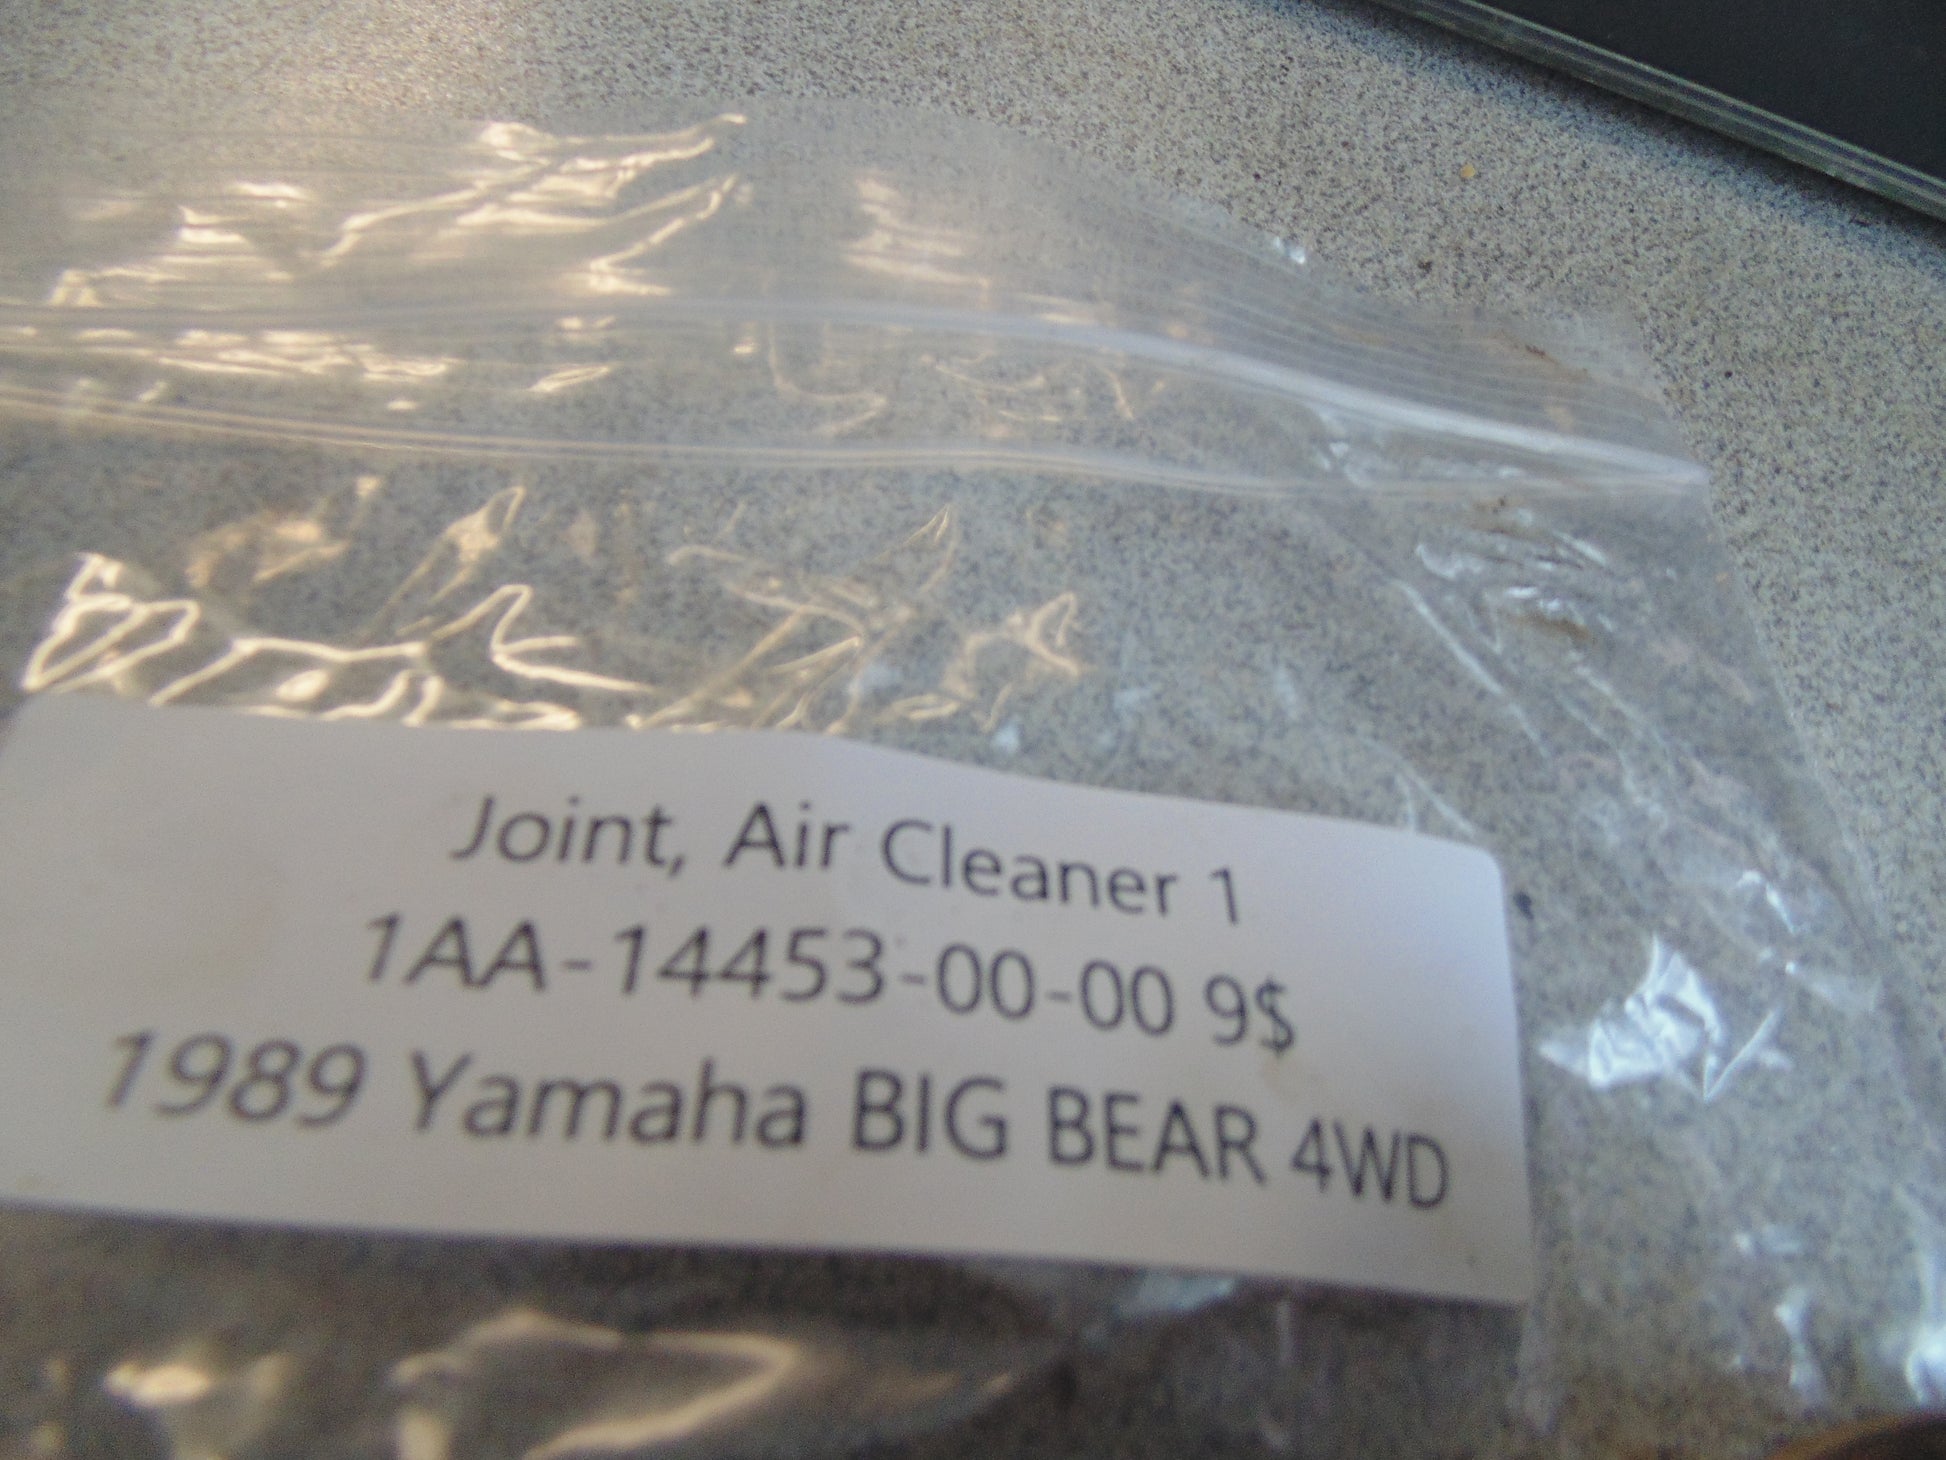 Joint, Air Cleaner 1
1AA-14453-00-00 9$
1989 Yamaha BIG BEAR 4WD